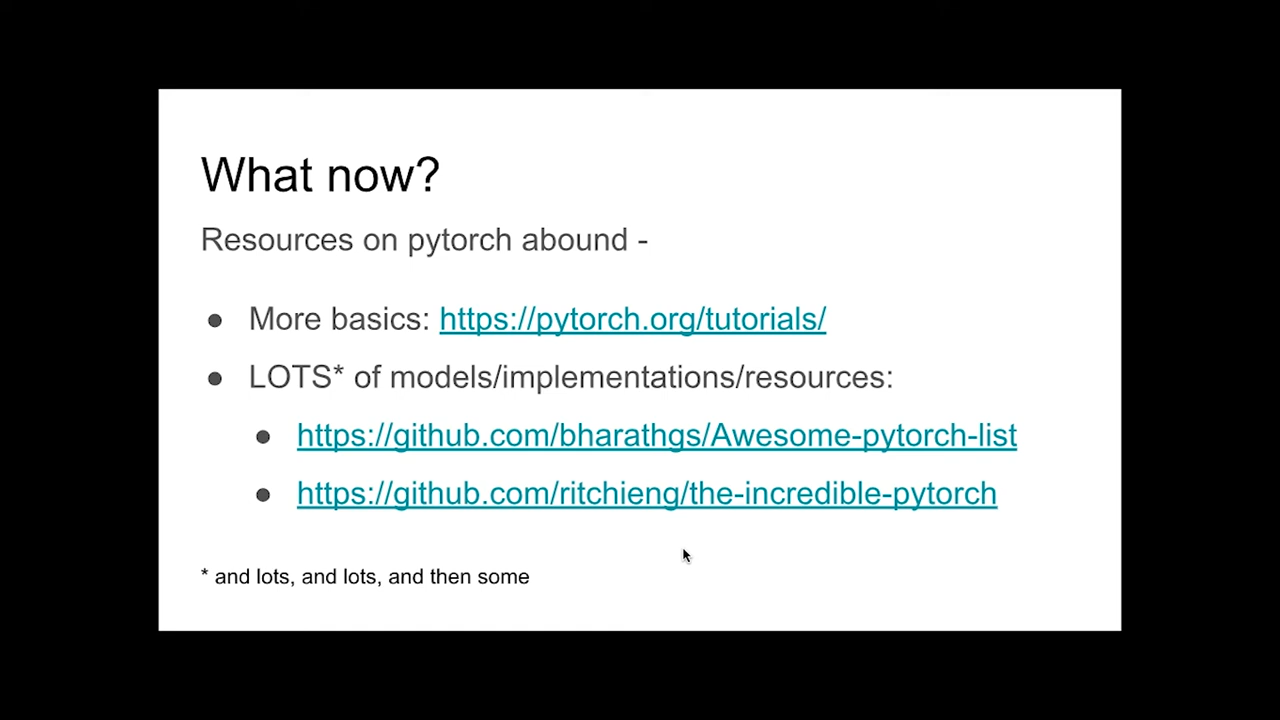 What now?
Resources on pytorch abound -
● More basics: https://pytorch.org/tutorials/
● LOTS* of models/implementations/resources:
● https://github.com/bharathgs/Awesome-pytorch-list
● https://github.com/ritchieng/the-incredible-pytorch
* and lots, and lots, and then some